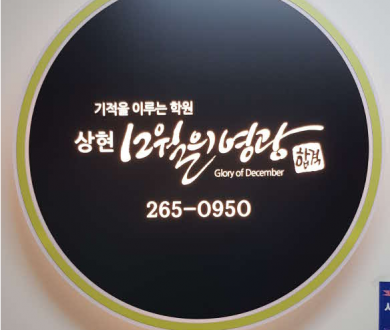 기적을 이루는 학원
상현 12월의 영광 합격
Glory of December
265-0950